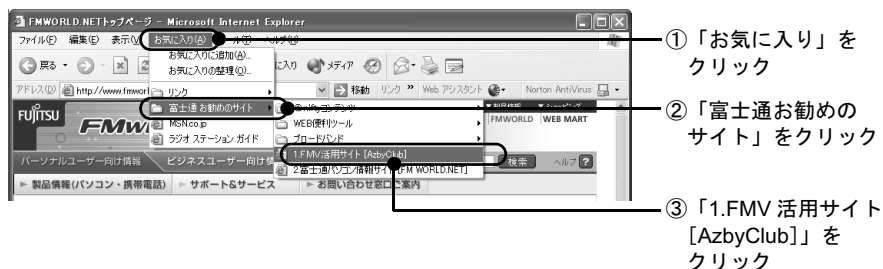 FMWORLD.NETトップページ - Microsoft Internet Explorer
ファイル(F) 編集(E) 表示(V) お気に入り(A)
お気に入りに追加(A)...
お気に入りの整理(O)...
戻る メディア
アドレス(D) http://www.fmworl 移動 リンク » Web アシスタント Norton AntiVirus
リンク
富士通 お勧めのサイト
MSN.co.jp
ラジオ ステーション ガイド
@niftyコンテンツ
WEB便利ツール
ブロードバンド
1.FMV活用サイト [AzbyClub]
2.富士通パソコン情報サイト[FM WORLD.NET]
FUJITSU
FMWORLD WEB MART
パーソナルユーザー向け情報 ビジネスユーザー向け情
検索 ヘルプ ?
製品情報(パソコン・携帯電話) サポート&サービス お問い合わせ窓口ご案内
①「お気に入り」を
クリック
②「富士通お勧めの
サイト」をクリック
③「1.FMV 活用サイト
[AzbyClub]」を
クリック